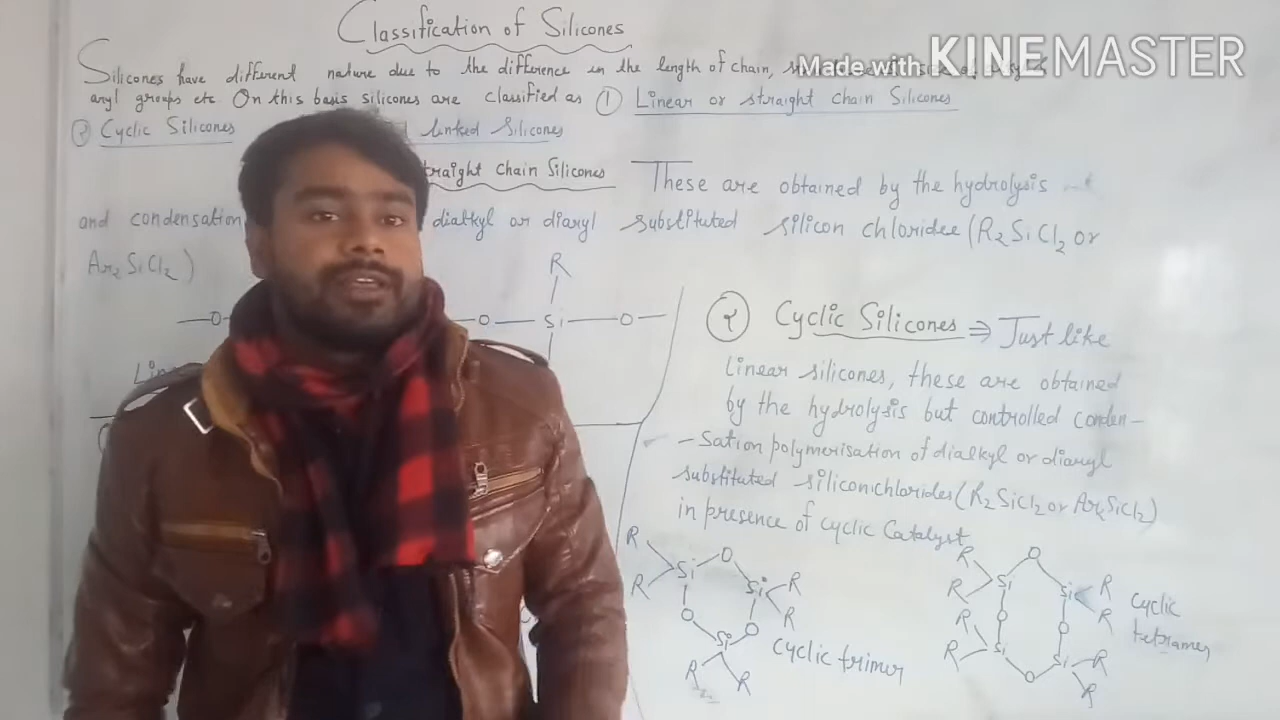 Classification of Silicones
Made with KINEMASTER
Silicones have different nature due to the difference in the length of chain,
aryl groups etc. On this basis silicones are classified as ① Linear or straight chain Silicones
② Cyclic Silicones linked Silicones
straight Chain Silicones These are obtained by the hydrolysis
and condensation dialkyl or diaryl substituted silicon chloridee (R2SiCl2 or
Ar2SiCl2)
R
—O— —O—Si—O—
② Cyclic Silicones ⇒ Just like
Linear silicones, these are obtained
by the hydrolysis but controlled conden-
-Sation polymerisation of dialkyl or diaryl
substituted siliconchlorides (R2SiCl2 or Ar2SiCl2)
in presence of cyclic Catalyst
R R Si O Si R R O O Si R R
cyclic trimer
R R Si O Si R R O O R R Si O Si R R
cyclic
tetramer